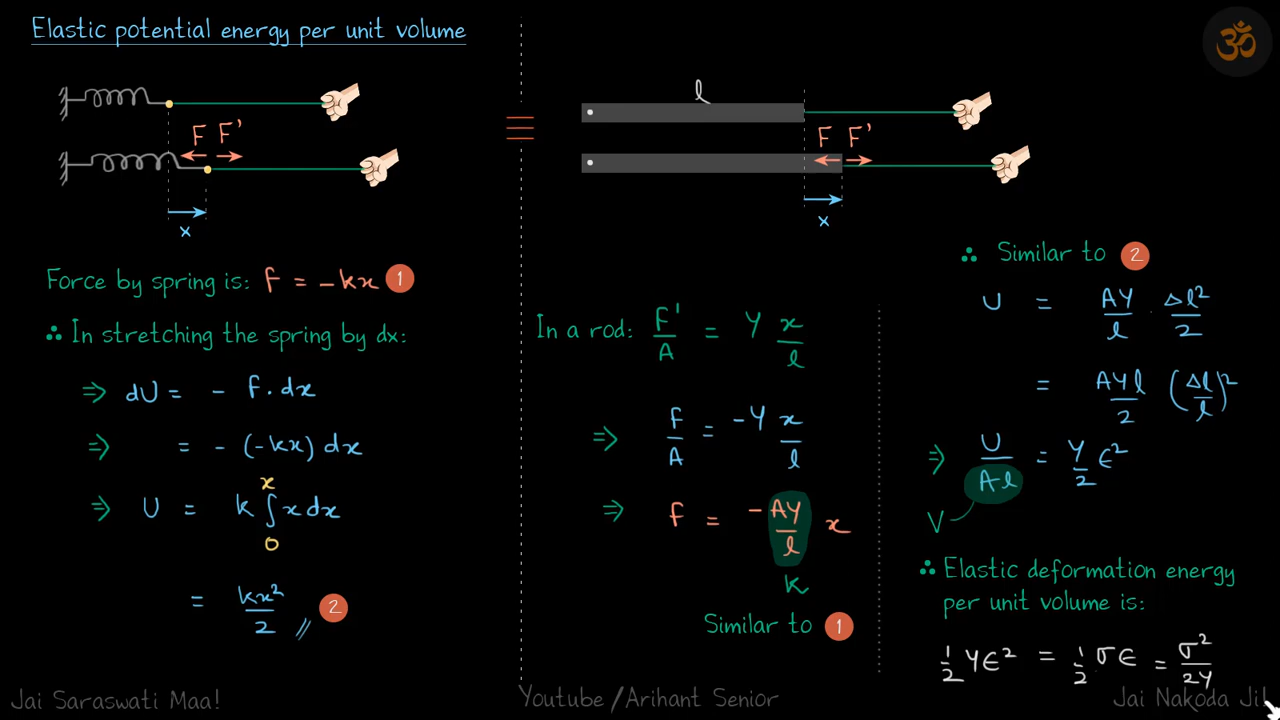 Elastic potential energy per unit volume
ॐ
F F'
x
Force by spring is: F = -kx 1
∴ In stretching the spring by dx:
⇒ dU = - F . dx
⇒ = - (-kx) dx
⇒ U = k ∫₀ˣ x dx
= kx²/2 // 2
≡
l
F F'
x
In a rod: F'/A = Y x/l
⇒ F/A = -Y x/l
⇒ F = - AY/l x
k
Similar to 1
∴ Similar to 2
U = AY/l . Δl²/2
= AYl/2 (Δl/l)²
⇒ U/Al = Y/2 ϵ²
V
∴ Elastic deformation energy
per unit volume is:
1/2 Yϵ² = 1/2 σϵ = σ²/2Y
Jai Saraswati Maa!
Youtube / Arihant Senior
Jai Nakoda Ji!